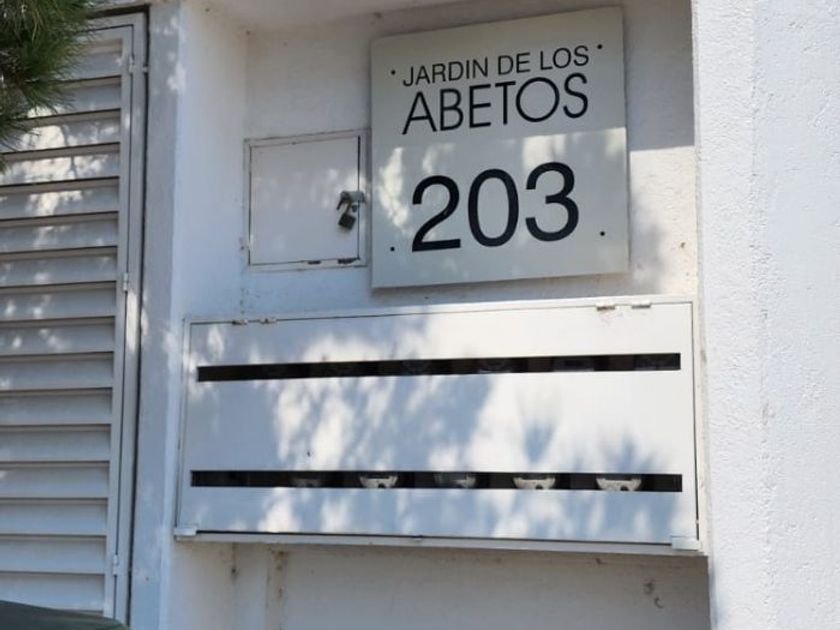 JARDIN DE LOS
ABETOS
203